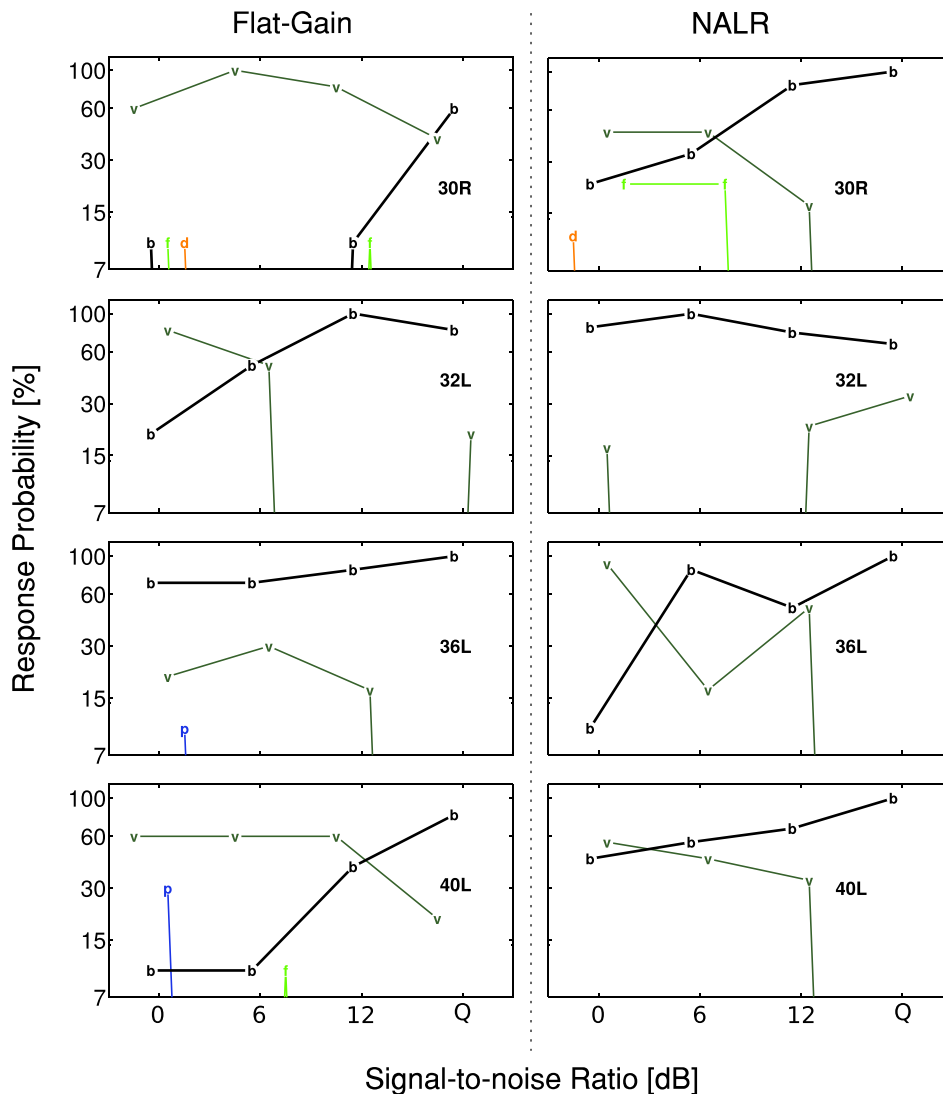 Flat-Gain NALR
100
60
30
15
7
v v v v b
b f d b f
30R
b b b b
v v v
f f
d
30R
100
60
30
15
7
v b v b b b v
32L
b b b b
v v v
32L
100
60
30
15
7
b b b b
v v v
p
36L
v b v b v b
b
36L
100
60
30
15
7
v v v b
p b v
b b f
40L
v b b v b v b
40L
0 6 12 Q
0 6 12 Q
Response Probability [%]
Signal-to-noise Ratio [dB]